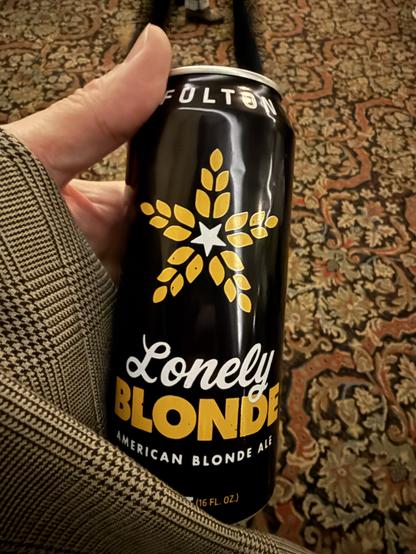 FULTON
Lonely
BLONDE
AMERICAN BLONDE ALE
(16 FL. OZ.)